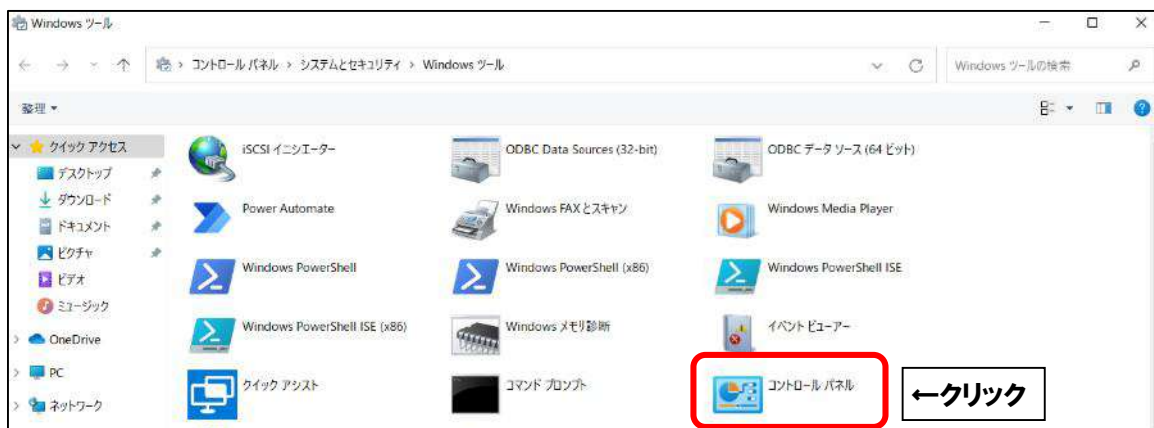 Windows ツール
コントロール パネル › システムとセキュリティ › Windows ツール
Windows ツールの検索
整理
クイック アクセス
デスクトップ
ダウンロード
ドキュメント
ピクチャ
ビデオ
ミュージック
OneDrive
PC
ネットワーク
iSCSI イニシエーター
ODBC Data Sources (32-bit)
ODBC データ ソース (64 ビット)
Power Automate
Windows FAX とスキャン
Windows Media Player
Windows PowerShell
Windows PowerShell (x86)
Windows PowerShell ISE
Windows PowerShell ISE (x86)
Windows メモリ診断
イベント ビューアー
クイック アシスト
コマンド プロンプト
コントロール パネル
←クリック